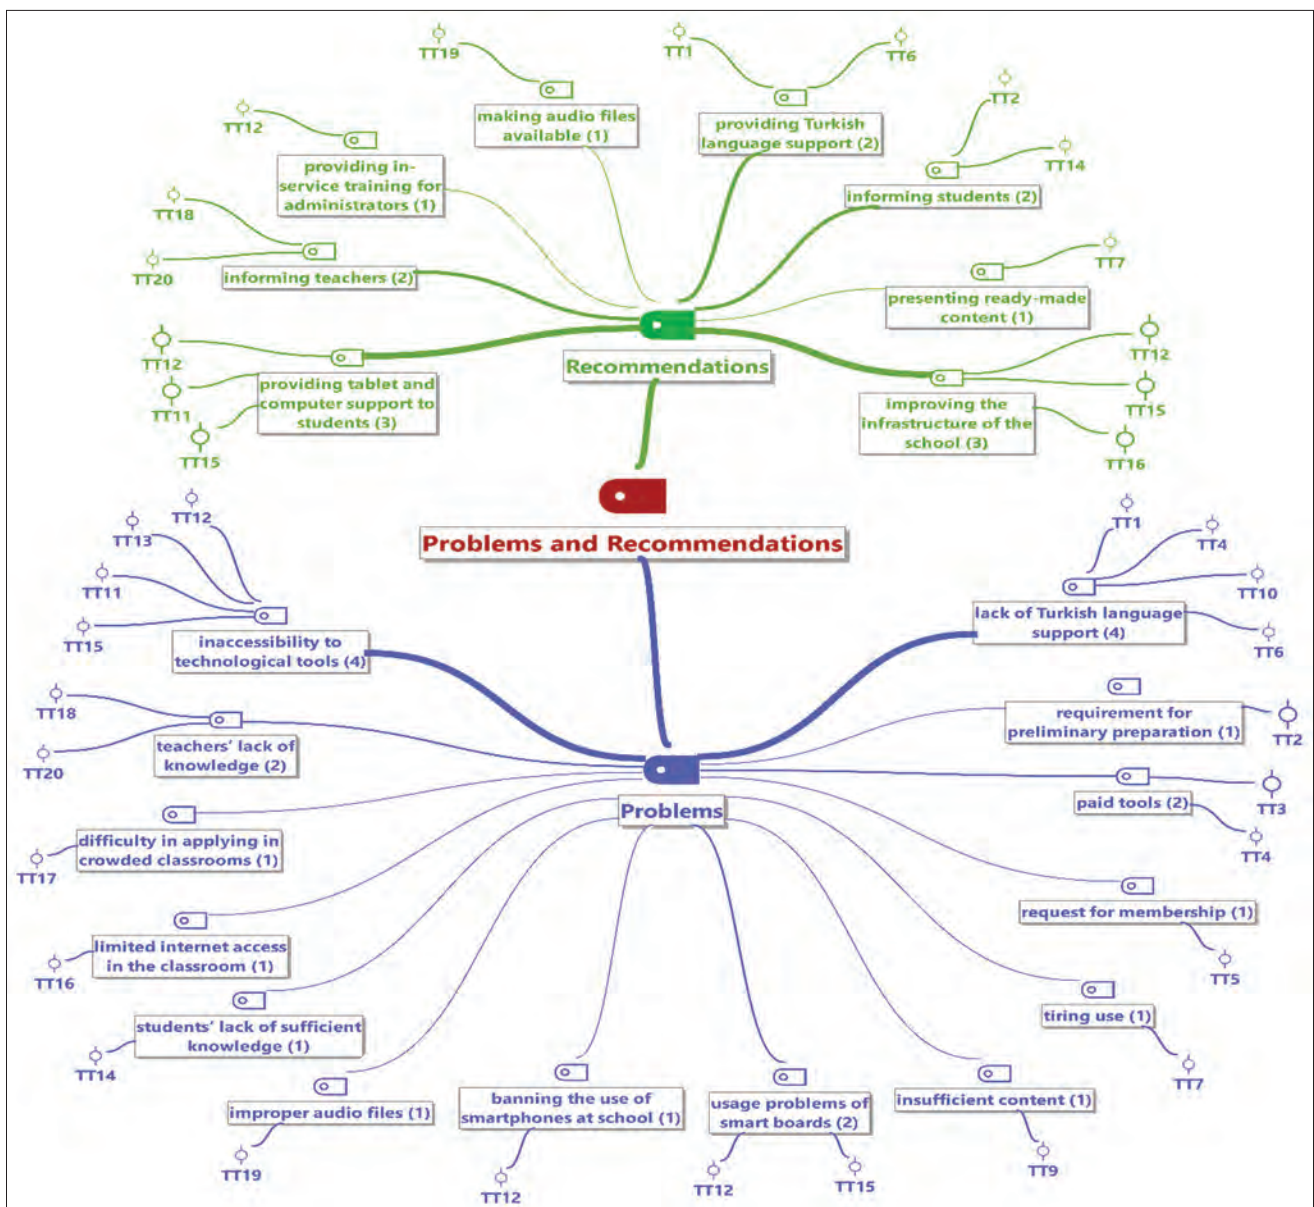 TT19
TT1
TT6
TT2
TT12
making audio files
available (1)
providing Turkish
language support (2)
TT14
providing in-
service training for
administrators (1)
informing students (2)
TT18
TT20
informing teachers (2)
TT7
presenting ready-made
content (1)
Recommendations
TT12
TT11
TT15
providing tablet and
computer support to
students (3)
improving the
infrastructure of the
school (3)
TT12
TT15
TT16
Problems and Recommendations
TT12
TT13
TT11
TT15
inaccessibility to
technological tools (4)
TT1
TT4
TT10
TT6
lack of Turkish language
support (4)
TT18
TT20
teachers' lack of
knowledge (2)
requirement for
preliminary preparation (1)
TT2
Problems
paid tools (2)
TT3
TT4
difficulty in applying in
crowded classrooms (1)
TT17
request for membership (1)
TT5
limited internet access
in the classroom (1)
TT16
tiring use (1)
TT7
students' lack of sufficient
knowledge (1)
TT14
improper audio files (1)
TT19
banning the use of
smartphones at school (1)
TT12
usage problems of
smart boards (2)
TT12
TT15
insufficient content (1)
TT9